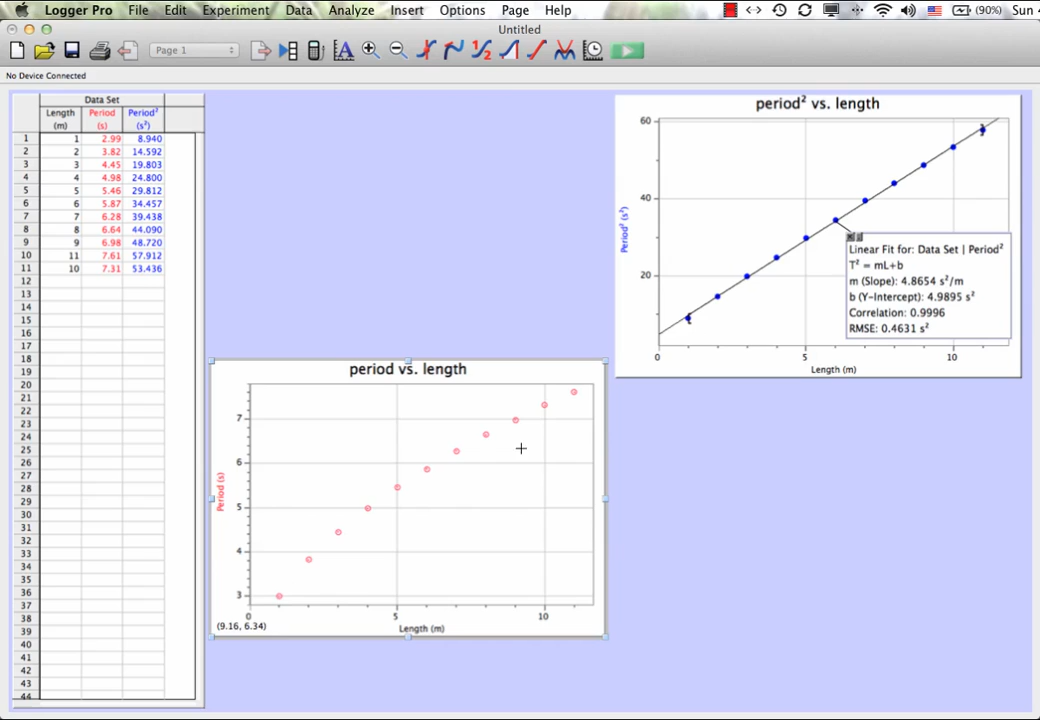 Logger Pro File Edit Experiment Data Analyze Insert Options Page Help (90%) Sun 4
Untitled
Page 1
No Device Connected
Data Set
Length Period Period²
(m) (s) (s²)
1 1 2.99 8.940
2 2 3.82 14.592
3 3 4.45 19.803
4 4 4.98 24.800
5 5 5.46 29.812
6 6 5.87 34.457
7 7 6.28 39.438
8 8 6.64 44.090
9 9 6.98 48.720
10 11 7.61 57.912
11 10 7.31 53.436
12
13
14
15
16
17
18
19
20
21
22
23
24
25
26
27
28
29
30
31
32
33
34
35
36
37
38
39
40
41
42
43
44
period² vs. length
60
40
20
Period² (s²)
0 5 10
Length (m)
Linear Fit for: Data Set | Period²
T² = mL+b
m (Slope): 4.8654 s²/m
b (Y-Intercept): 4.9895 s²
Correlation: 0.9996
RMSE: 0.4631 s²
period vs. length
7
6
5
4
3
Period (s)
0 5 10
(9.16, 6.34)
Length (m)